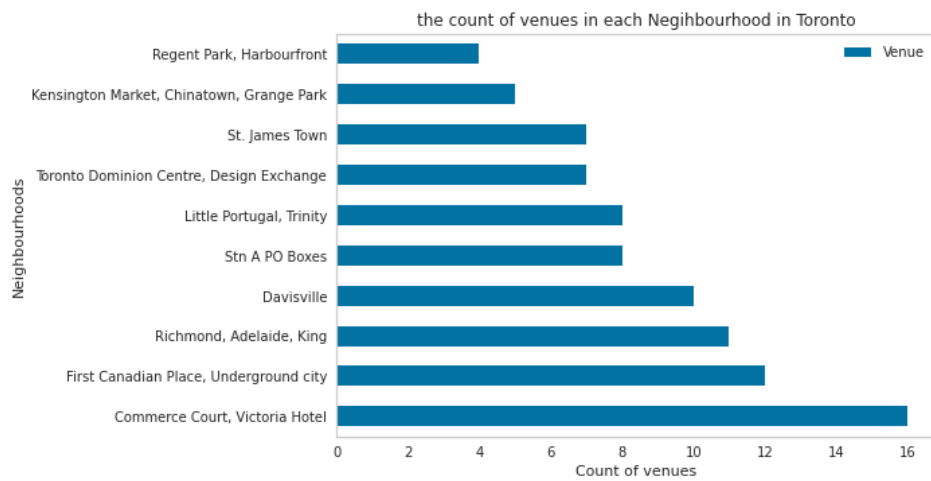 the count of venues in each Negihbourhood in Toronto
Venue
Neighbourhoods
Regent Park, Harbourfront
Kensington Market, Chinatown, Grange Park
St. James Town
Toronto Dominion Centre, Design Exchange
Little Portugal, Trinity
Stn A PO Boxes
Davisville
Richmond, Adelaide, King
First Canadian Place, Underground city
Commerce Court, Victoria Hotel
0 2 4 6 8 10 12 14 16
Count of venues